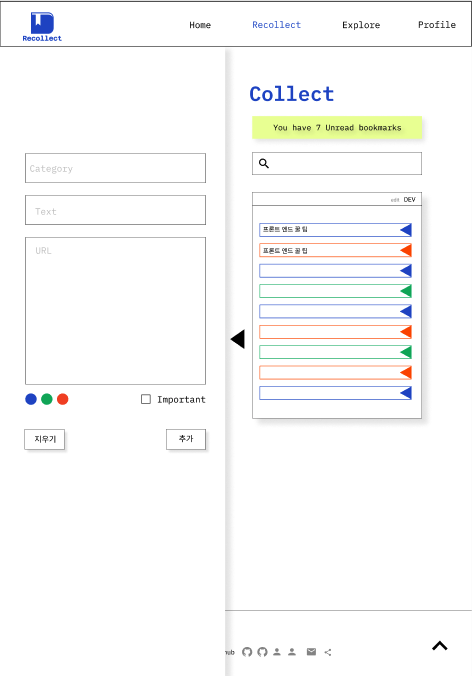 Recollect
Home
Recollect
Explore
Profile
Collect
You have 7 Unread bookmarks
Category
Text
URL
Important
지우기
추가
edit DEV
프론트 엔드 꿀 팁
프론트 엔드 꿀 팁
hub